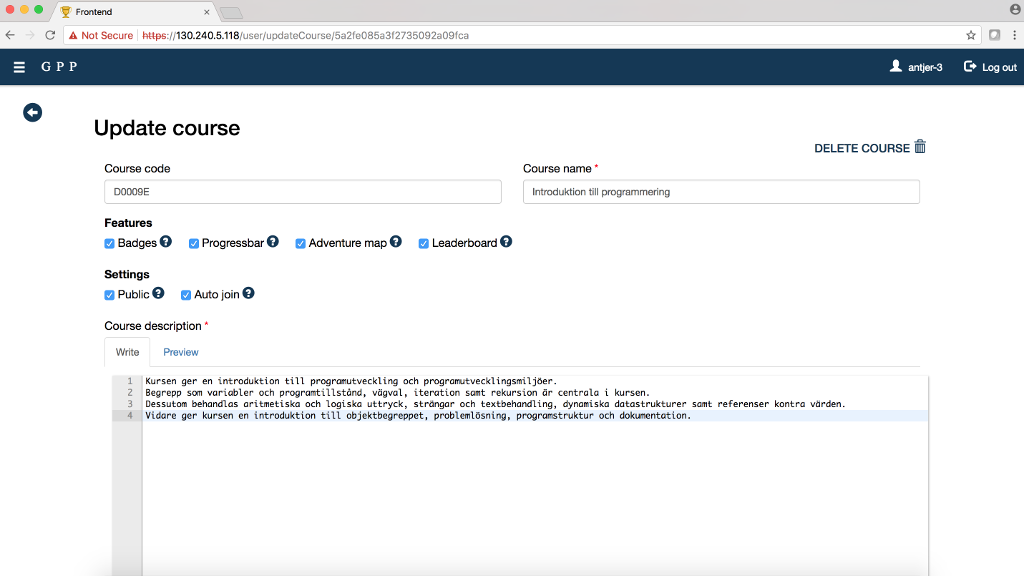 Frontend
Not Secure https://130.240.5.118/user/updateCourse/5a2fe085a3f2735092a09fca
GPP
antjer-3
Log out
Update course
DELETE COURSE
Course code
Course name *
D0009E
Introduktion till programmering
Features
Badges ? Progressbar ? Adventure map ? Leaderboard ?
Settings
Public ? Auto join ?
Course description *
Write Preview
1 Kursen ger en introduktion till programutveckling och programutvecklingsmiljöer.
2 Begrepp som variabler och programtillstånd, vägval, iteration samt rekursion är centrala i kursen.
3 Dessutom behandlas aritmetiska och logiska uttryck, strängar och textbehandling, dynamiska datastrukturer samt referenser kontra värden.
4 Vidare ger kursen en introduktion till objektbegreppet, problemlösning, programstruktur och dokumentation.